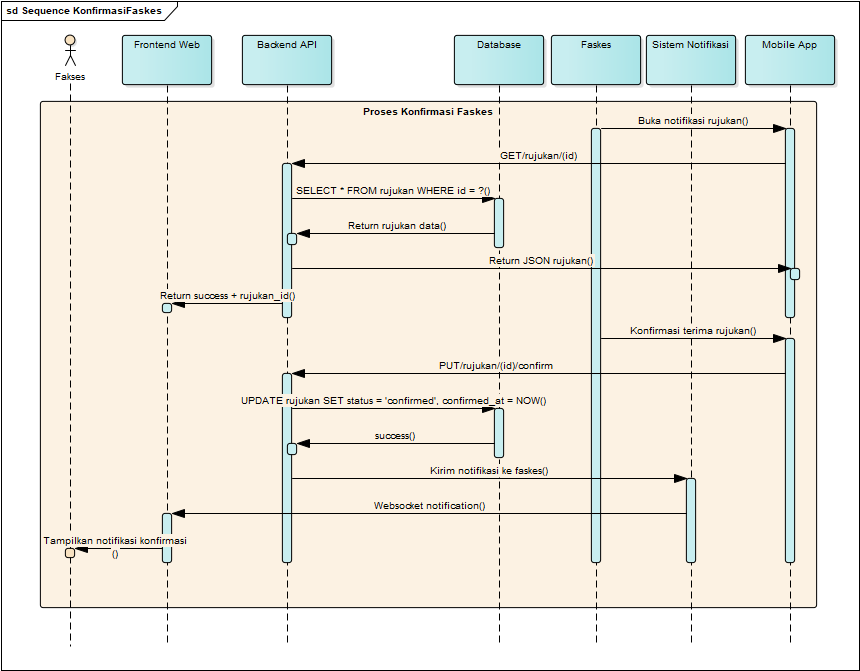 sd Sequence KonfirmasiFaskes
Frontend Web
Backend API
Database
Faskes
Sistem Notifikasi
Mobile App
Fakses
Proses Konfirmasi Faskes
Buka notifikasi rujukan()
GET/rujukan/(id)
SELECT * FROM rujukan WHERE id = ?()
Return rujukan data()
Return JSON rujukan()
Return success + rujukan_id()
Konfirmasi terima rujukan()
PUT/rujukan/(id)/confirm
UPDATE rujukan SET status = 'confirmed', confirmed_at = NOW()
success()
Kirim notifikasi ke faskes()
Websocket notification()
Tampilkan notifikasi konfirmasi
()